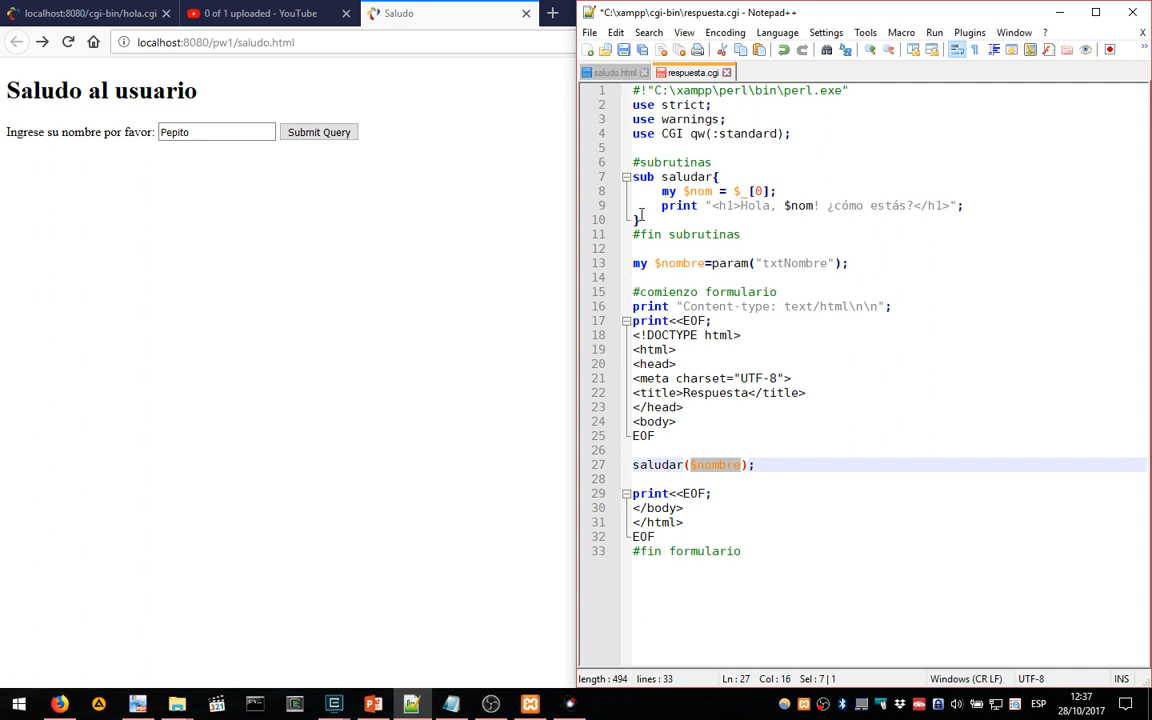 localhost:8080/cgi-bin/hola.cgi
0 of 1 uploaded - YouTube
Saludo
localhost:8080/pw1/saludo.html
Saludo al usuario
Ingrese su nombre por favor: Pepito Submit Query
*C:\xampp\cgi-bin\respuesta.cgi - Notepad++
File Edit Search View Encoding Language Settings Tools Macro Run Plugins Window ? X
saludo.html respuesta.cgi
1 #!"C:\xampp\perl\bin\perl.exe"
2 use strict;
3 use warnings;
4 use CGI qw(:standard);
5
6 #subrutinas
7 sub saludar{
8 my $nom = $_[0];
9 print "<h1>Hola, $nom! ¿cómo estás?</h1>";
10 }
11 #fin subrutinas
12
13 my $nombre=param("txtNombre");
14
15 #comienzo formulario
16 print "Content-type: text/html\n\n";
17 print<<EOF;
18 <!DOCTYPE html>
19 <html>
20 <head>
21 <meta charset="UTF-8">
22 <title>Respuesta</title>
23 </head>
24 <body>
25 EOF
26
27 saludar($nombre);
28
29 print<<EOF;
30 </body>
31 </html>
32 EOF
33 #fin formulario
length : 494 lines : 33 Ln : 27 Col : 16 Sel : 7 | 1 Windows (CR LF) UTF-8 INS
ESP
12:37
28/10/2017